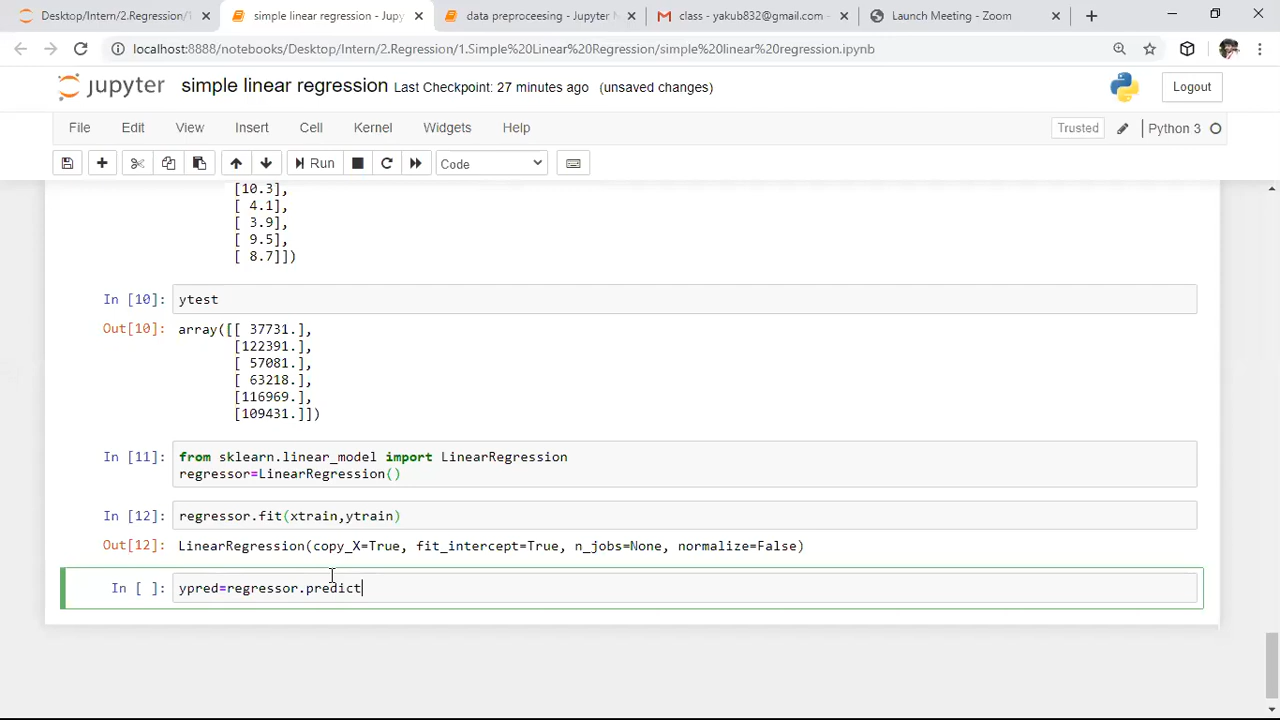 Desktop/Intern/2.Regression/1 × simple linear regression - Jupy × data preproceesing - Jupyter N × class - yakub832@gmail.com - × Launch Meeting - Zoom ×
localhost:8888/notebooks/Desktop/Intern/2.Regression/1.Simple%20Linear%20Regression/simple%20linear%20regression.ipynb
jupyter simple linear regression Last Checkpoint: 27 minutes ago (unsaved changes) Logout
File Edit View Insert Cell Kernel Widgets Help Trusted Python 3
Run Code
[10.3],
[ 4.1],
[ 3.9],
[ 9.5],
[ 8.7]])
In [10]: ytest
Out[10]: array([[ 37731.],
[122391.],
[ 57081.],
[ 63218.],
[116969.],
[109431.]])
In [11]: from sklearn.linear_model import LinearRegression
regressor=LinearRegression()
In [12]: regressor.fit(xtrain,ytrain)
Out[12]: LinearRegression(copy_X=True, fit_intercept=True, n_jobs=None, normalize=False)
In [ ]: ypred=regressor.predict